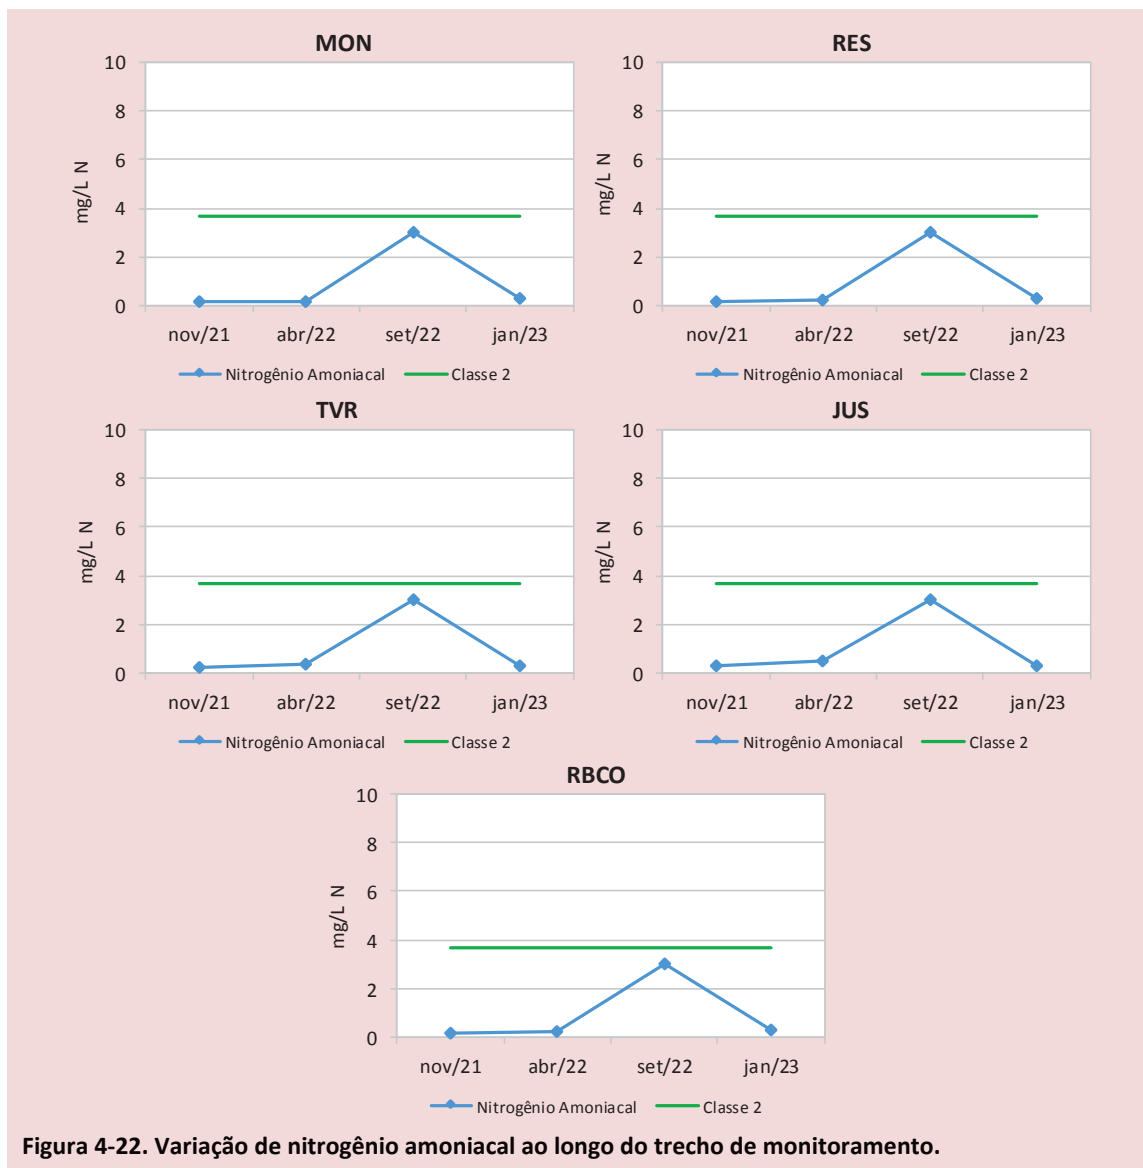 MON
10
8
6
4
2
0
mg/L N
nov/21 abr/22 set/22 jan/23
Nitrogênio Amoniacal Classe 2
RES
10
8
6
4
2
0
mg/L N
nov/21 abr/22 set/22 jan/23
Nitrogênio Amoniacal Classe 2
TVR
10
8
6
4
2
0
mg/L N
nov/21 abr/22 set/22 jan/23
Nitrogênio Amoniacal Classe 2
JUS
10
8
6
4
2
0
mg/L N
nov/21 abr/22 set/22 jan/23
Nitrogênio Amoniacal Classe 2
RBCO
10
8
6
4
2
0
mg/L N
nov/21 abr/22 set/22 jan/23
Nitrogênio Amoniacal Classe 2
Figura 4-22. Variação de nitrogênio amoniacal ao longo do trecho de monitoramento.